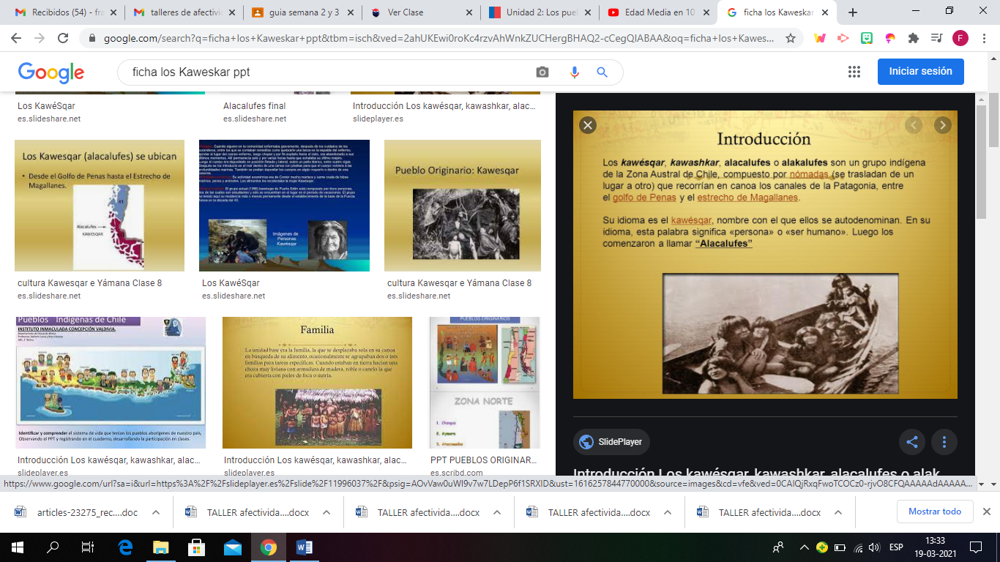 Recibidos (54) - fra
talleres de afectivid
guia semana 2 y 3
Ver Clase
Unidad 2: Los pue
Edad Media en 10
ficha los Kaweskar
google.com/search?q=ficha+los+Kaweskar+ppt&tbm=isch&ved=2ahUKEwi0roKc4rzvAhWnkZUCHergBHAQ2-cCegQIABAA&oq=ficha+los+Kawes...
F
Google
ficha los Kaweskar ppt
Iniciar sesión
Los KawéSqar
es.slideshare.net
Alacalufes final
es.slideshare.net
Introducción Los kawésqar, kawashkar, alac...
slideplayer.es
Los Kawesqar (alacalufes) se ubican
• Desde el Golfo de Penas hasta el Estrecho de
Magallanes.
XI
Alacalufes
KAWESQAR
XII
cultura Kawesqar e Yámana Clase 8
es.slideshare.net
Imágenes de
Personas
Kawésqar
Los KawéSqar
es.slideshare.net
Pueblo Originario: Kawesqar
cultura Kawesqar e Yámana Clase 8
es.slideshare.net
Pueblos Indígenas de Chile
INSTITUTO INMACULADA CONCEPCIÓN VALDIVIA.
Identificar y comprender el sistema de vida que tenían los pueblos aborígenes de nuestro país,
Observando el PPT y registrando en el cuaderno, desarrollando la participación en clases.
Introducción Los kawésqar, kawashkar, alac...
slideplayer.es
Familia
La unidad base era la familia, la que se desplazaba sola en su canoa
en búsqueda de su alimento, ocasionalmente se agrupaban dos o tres
familias para tareas específicas. Cuando estaban en tierra hacían una
choza muy liviana con armadura de madera, roble o canelo la que
era cubierta con pieles de foca o nutria.
Introducción Los kawésqar, kawashkar, alac...
slideplayer.es
PUEBLOS ORIGINARIOS
ZONA NORTE
1. Changos
2. Aymara
3. Atacameños
PPT PUEBLOS ORIGINAR...
es.scribd.com
Introducción
Los kawésqar, kawashkar, alacalufes o alakalufes son un grupo indígena
de la Zona Austral de Chile, compuesto por nómadas (se trasladan de un
lugar a otro) que recorrían en canoa los canales de la Patagonia, entre
el golfo de Penas y el estrecho de Magallanes.
Su idioma es el kawésqar, nombre con el que ellos se autodenominan. En su
idioma, esta palabra significa «persona» o «ser humano». Luego los
comenzaron a llamar “Alacalufes”
SlidePlayer
Introducción Los kawésqar, kawashkar, alacalufes o alak
https://www.google.com/url?sa=i&url=https%3A%2F%2Fslideplayer.es%2Fslide%2F11996037%2F&psig=AOvVaw0uWI9v7w7LDepP6f1SRXID&ust=1616257844770000&source=images&cd=vfe&ved=0CAIQjRxqFwoTCOCz0-rjvO8CFQAAAAAdAAAAA...
articles-23275_rec....doc
TALLER afectivida....docx
TALLER afectivida....docx
TALLER afectivida....docx
TALLER afectivida....docx
Mostrar todo
ESP
13:33
19-03-2021